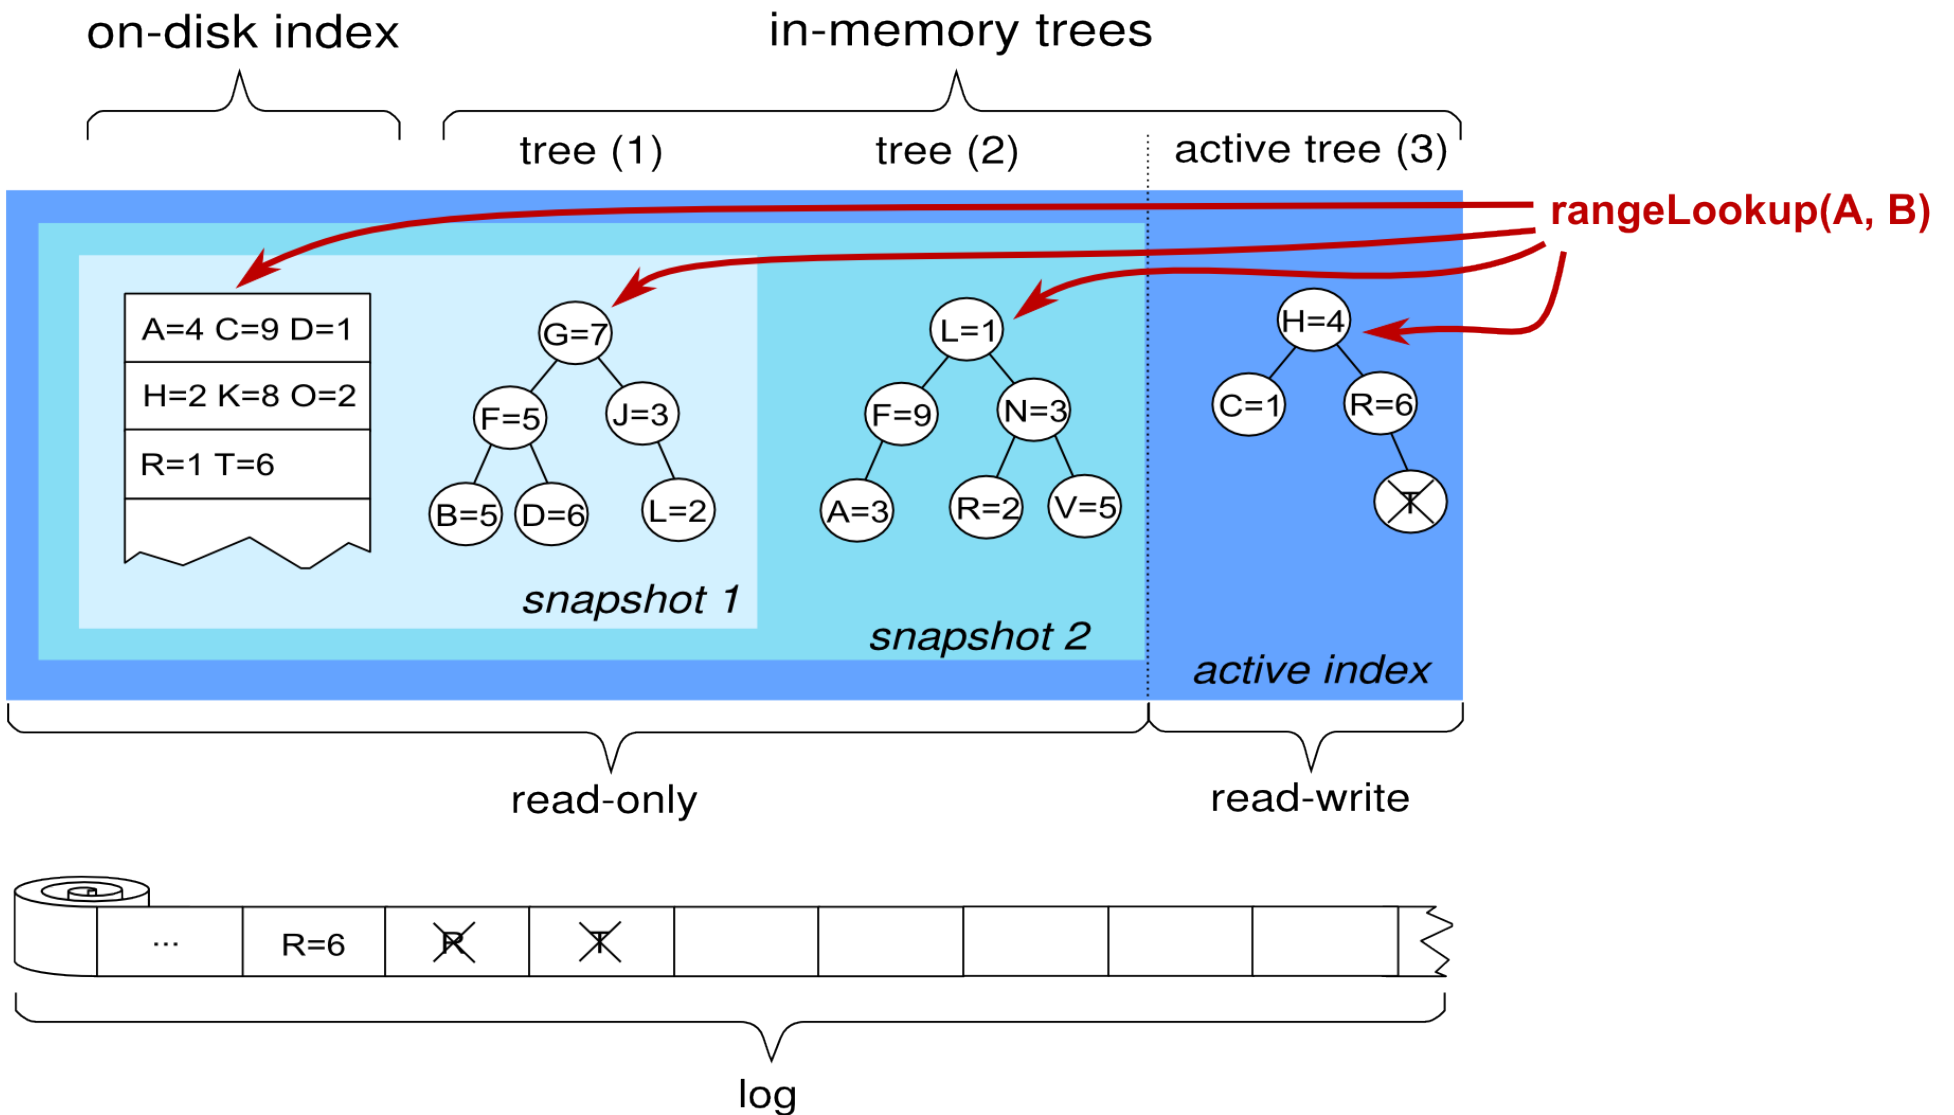 on-disk index
in-memory trees
tree (1)
tree (2)
active tree (3)
rangeLookup(A, B)
A=4 C=9 D=1
H=2 K=8 O=2
R=1 T=6
G=7
F=5
J=3
B=5
D=6
L=2
snapshot 1
L=1
F=9
N=3
A=3
R=2
V=5
snapshot 2
H=4
C=1
R=6
T
active index
read-only
read-write
...
R=6
R
T
log